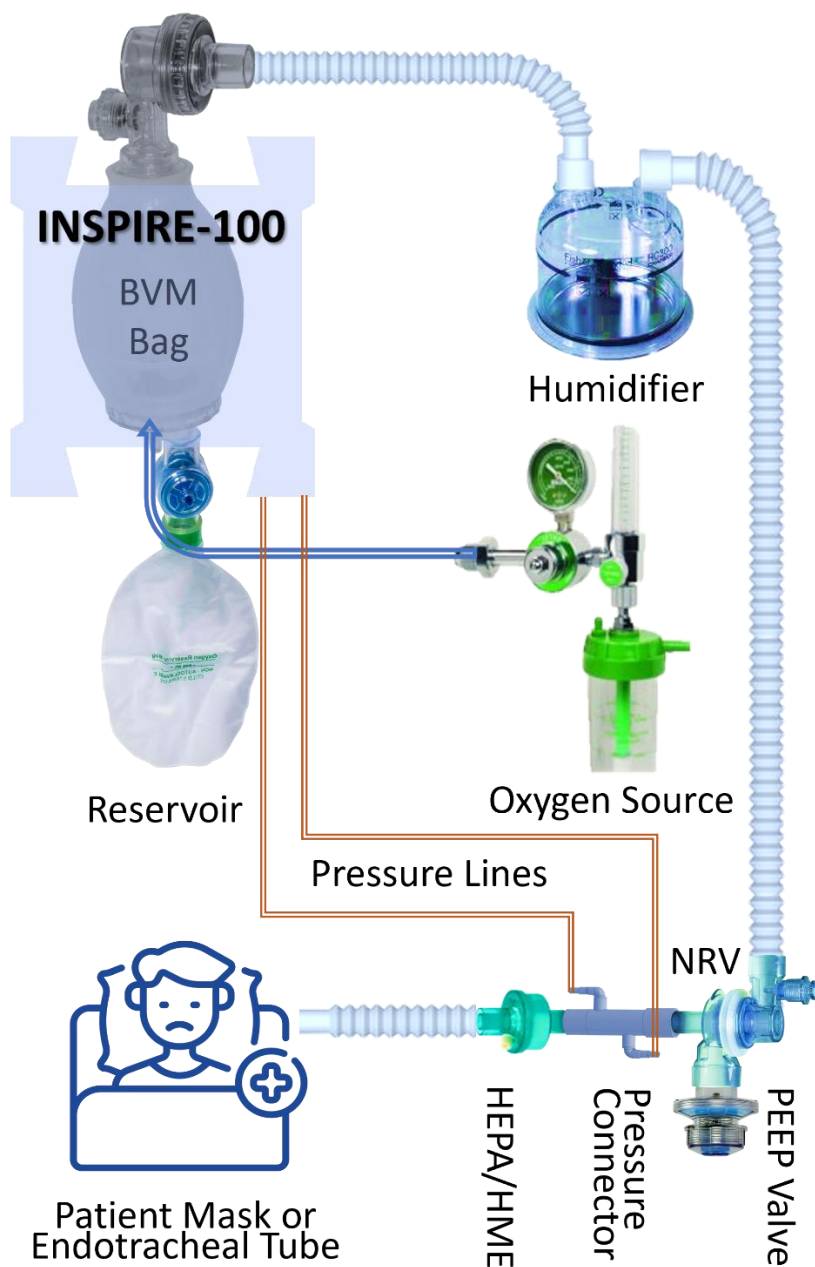 INSPIRE-100
BVM
Bag
Humidifier
Reservoir
Oxygen Source
Pressure Lines
NRV
HEPA/HME
Pressure
Connector
PEEP Valve
Patient Mask or
Endotracheal Tube